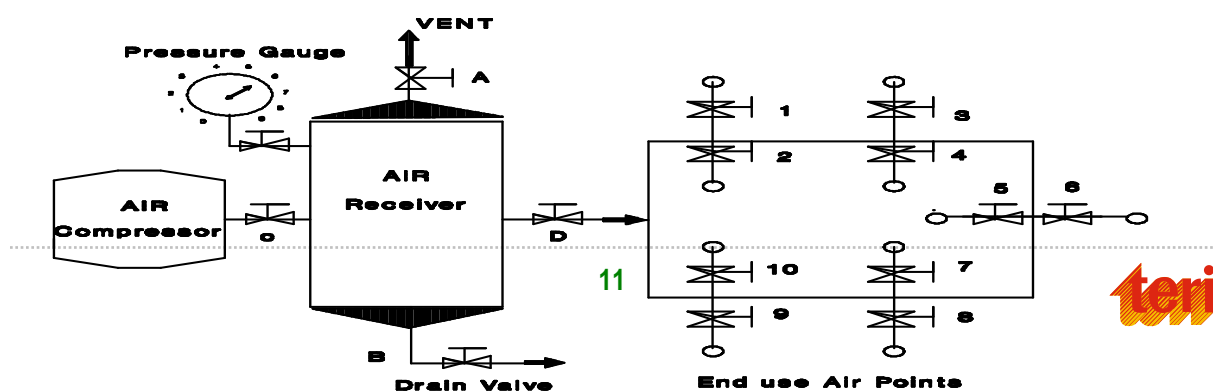 VENT
Pressure Gauge
A
AIR
Receiver
AIR
Compressor
c
D
B
Drain Valve
1
2
3
4
5
6
10
7
9
8
End use Air Points
11
teri